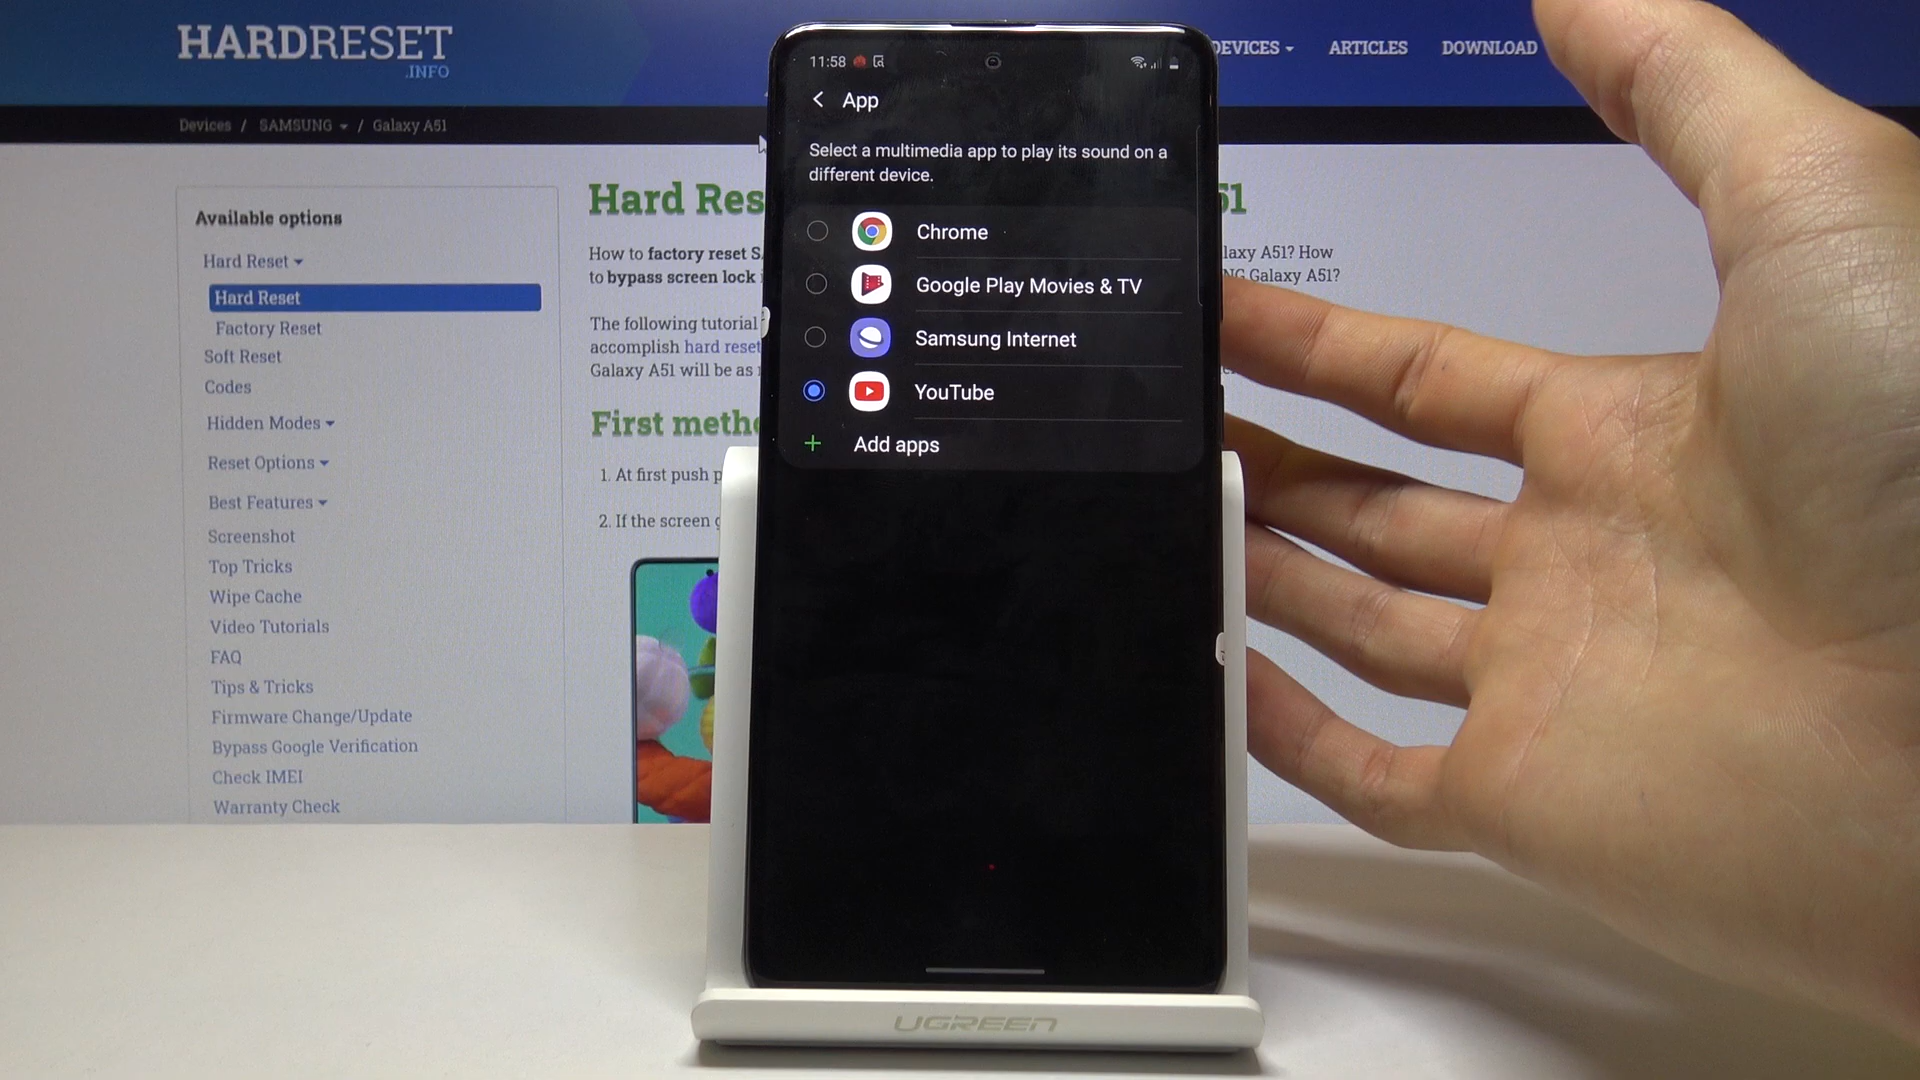 HARDRESET
.INFO
DEVICES
ARTICLES
DOWNLOAD
Devices / SAMSUNG / Galaxy A51
Available options
Hard Reset
Hard Reset
Factory Reset
Soft Reset
Codes
Hidden Modes
Reset Options
Best Features
Screenshot
Top Tricks
Wipe Cache
Video Tutorials
FAQ
Tips & Tricks
Firmware Change/Update
Bypass Google Verification
Check IMEI
Warranty Check
Hard Res 51
How to factory reset S laxy A51? How
to bypass screen lock NG Galaxy A51?
The following tutorial
accomplish hard reset
Galaxy A51 will be as
First metho
1. At first push p
2. If the screen g
11:58
App
Select a multimedia app to play its sound on a
different device.
Chrome
Google Play Movies & TV
Samsung Internet
YouTube
+ Add apps
UGREEN